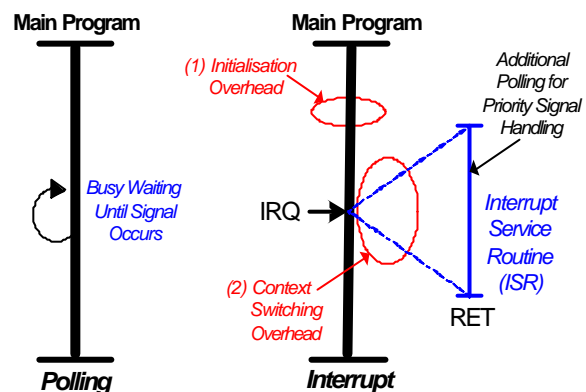 Main Program
Busy Waiting
Until Signal
Occurs
Polling
Main Program
(1) Initialisation
Overhead
IRQ
(2) Context
Switching
Overhead
Interrupt
Additional
Polling for
Priority Signal
Handling
Interrupt
Service
Routine
(ISR)
RET